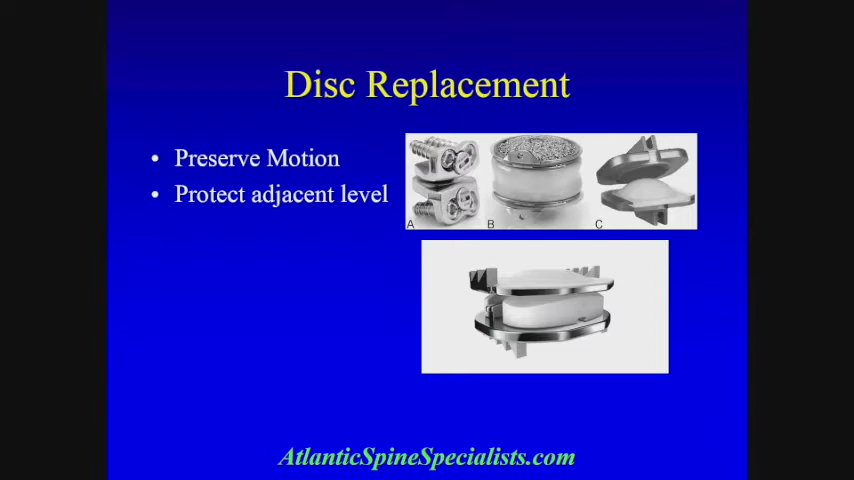 Disc Replacement
• Preserve Motion
• Protect adjacent level
A B C
AtlanticSpineSpecialists.com